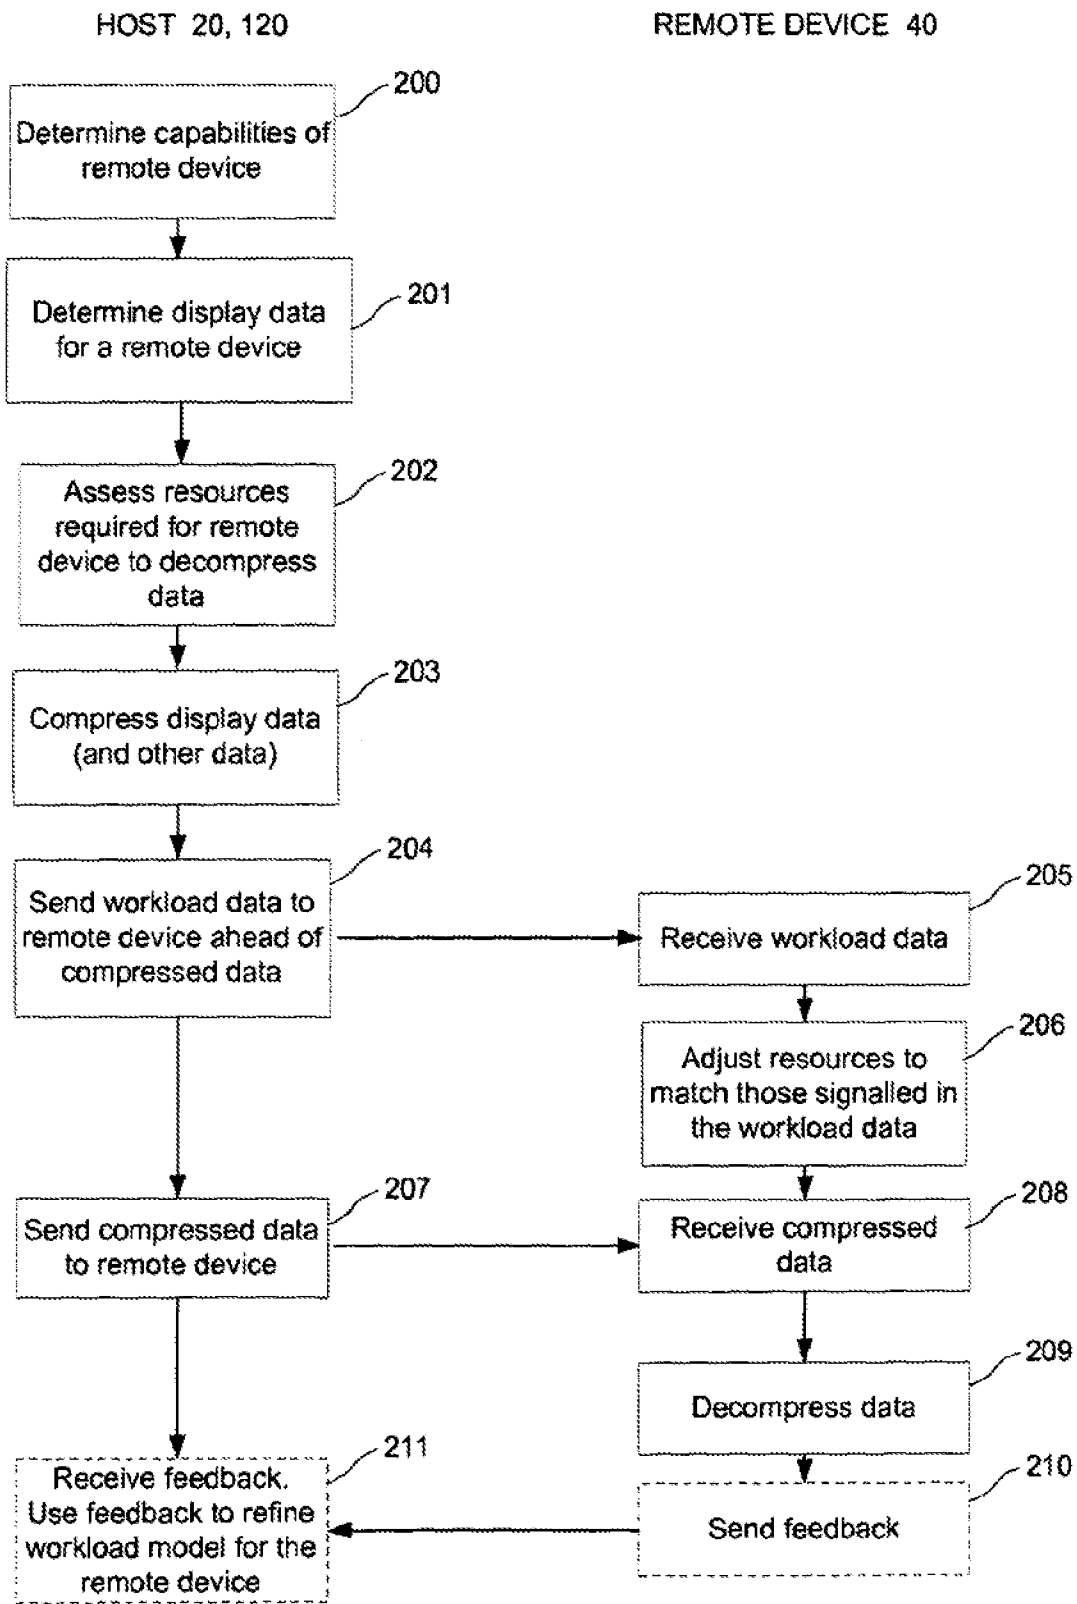 HOST 20, 120
REMOTE DEVICE 40
200
Determine capabilities of
remote device
201
Determine display data
for a remote device
202
Assess resources
required for remote
device to decompress
data
203
Compress display data
(and other data)
204
Send workload data to
remote device ahead of
compressed data
205
Receive workload data
206
Adjust resources to
match those signalled in
the workload data
207
Send compressed data
to remote device
208
Receive compressed
data
209
Decompress data
210
Send feedback
211
Receive feedback.
Use feedback to refine
workload model for the
remote device